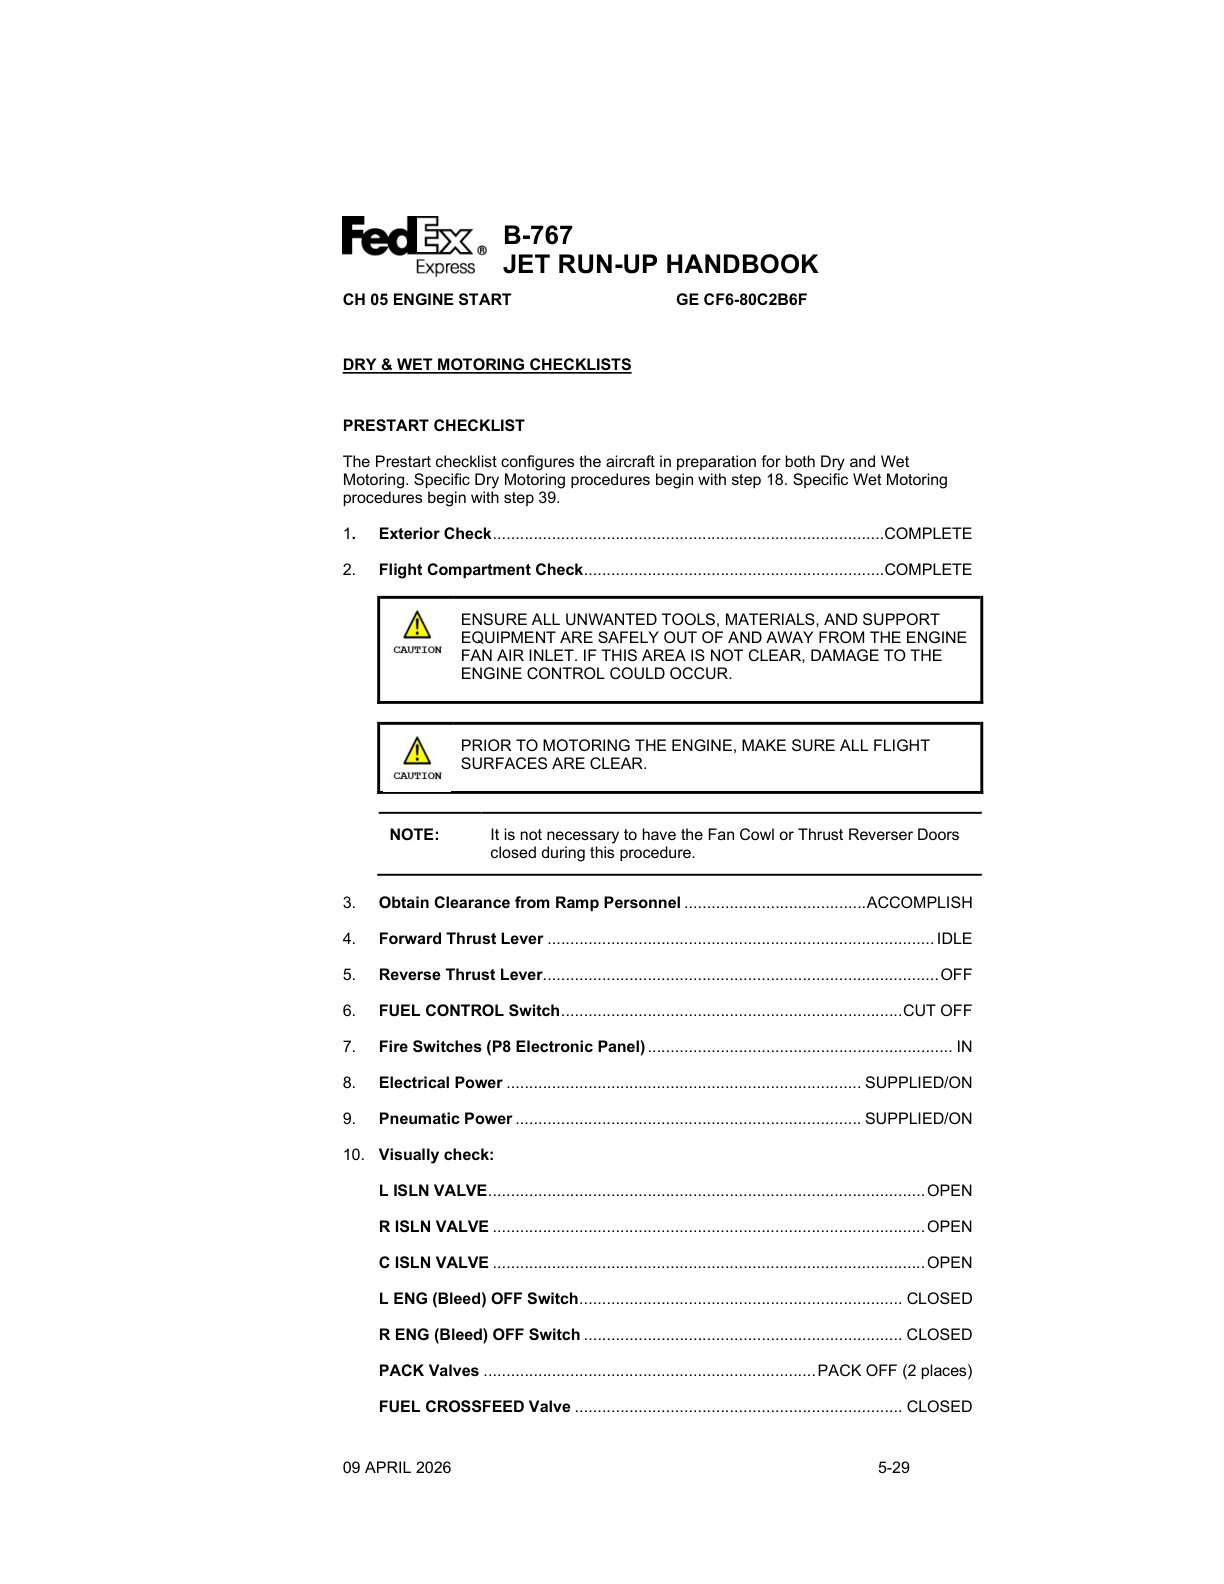 FedEx® B-767
Express JET RUN-UP HANDBOOK
CH 05 ENGINE START GE CF6-80C2B6F
DRY & WET MOTORING CHECKLISTS
PRESTART CHECKLIST
The Prestart checklist configures the aircraft in preparation for both Dry and Wet
Motoring. Specific Dry Motoring procedures begin with step 18. Specific Wet Motoring
procedures begin with step 39.
1. Exterior Check.......................................................................................COMPLETE
2. Flight Compartment Check...................................................................COMPLETE
ENSURE ALL UNWANTED TOOLS, MATERIALS, AND SUPPORT
EQUIPMENT ARE SAFELY OUT OF AND AWAY FROM THE ENGINE
CAUTION FAN AIR INLET. IF THIS AREA IS NOT CLEAR, DAMAGE TO THE
ENGINE CONTROL COULD OCCUR.
PRIOR TO MOTORING THE ENGINE, MAKE SURE ALL FLIGHT
SURFACES ARE CLEAR.
CAUTION
NOTE: It is not necessary to have the Fan Cowl or Thrust Reverser Doors
closed during this procedure.
3. Obtain Clearance from Ramp Personnel ........................................ACCOMPLISH
4. Forward Thrust Lever ...................................................................................... IDLE
5. Reverse Thrust Lever........................................................................................OFF
6. FUEL CONTROL Switch............................................................................CUT OFF
7. Fire Switches (P8 Electronic Panel) .................................................................... IN
8. Electrical Power ............................................................................... SUPPLIED/ON
9. Pneumatic Power ............................................................................. SUPPLIED/ON
10. Visually check:
L ISLN VALVE.................................................................................................OPEN
R ISLN VALVE ................................................................................................OPEN
C ISLN VALVE ................................................................................................OPEN
L ENG (Bleed) OFF Switch........................................................................ CLOSED
R ENG (Bleed) OFF Switch ....................................................................... CLOSED
PACK Valves ..........................................................................PACK OFF (2 places)
FUEL CROSSFEED Valve ......................................................................... CLOSED
09 APRIL 2026 5-29